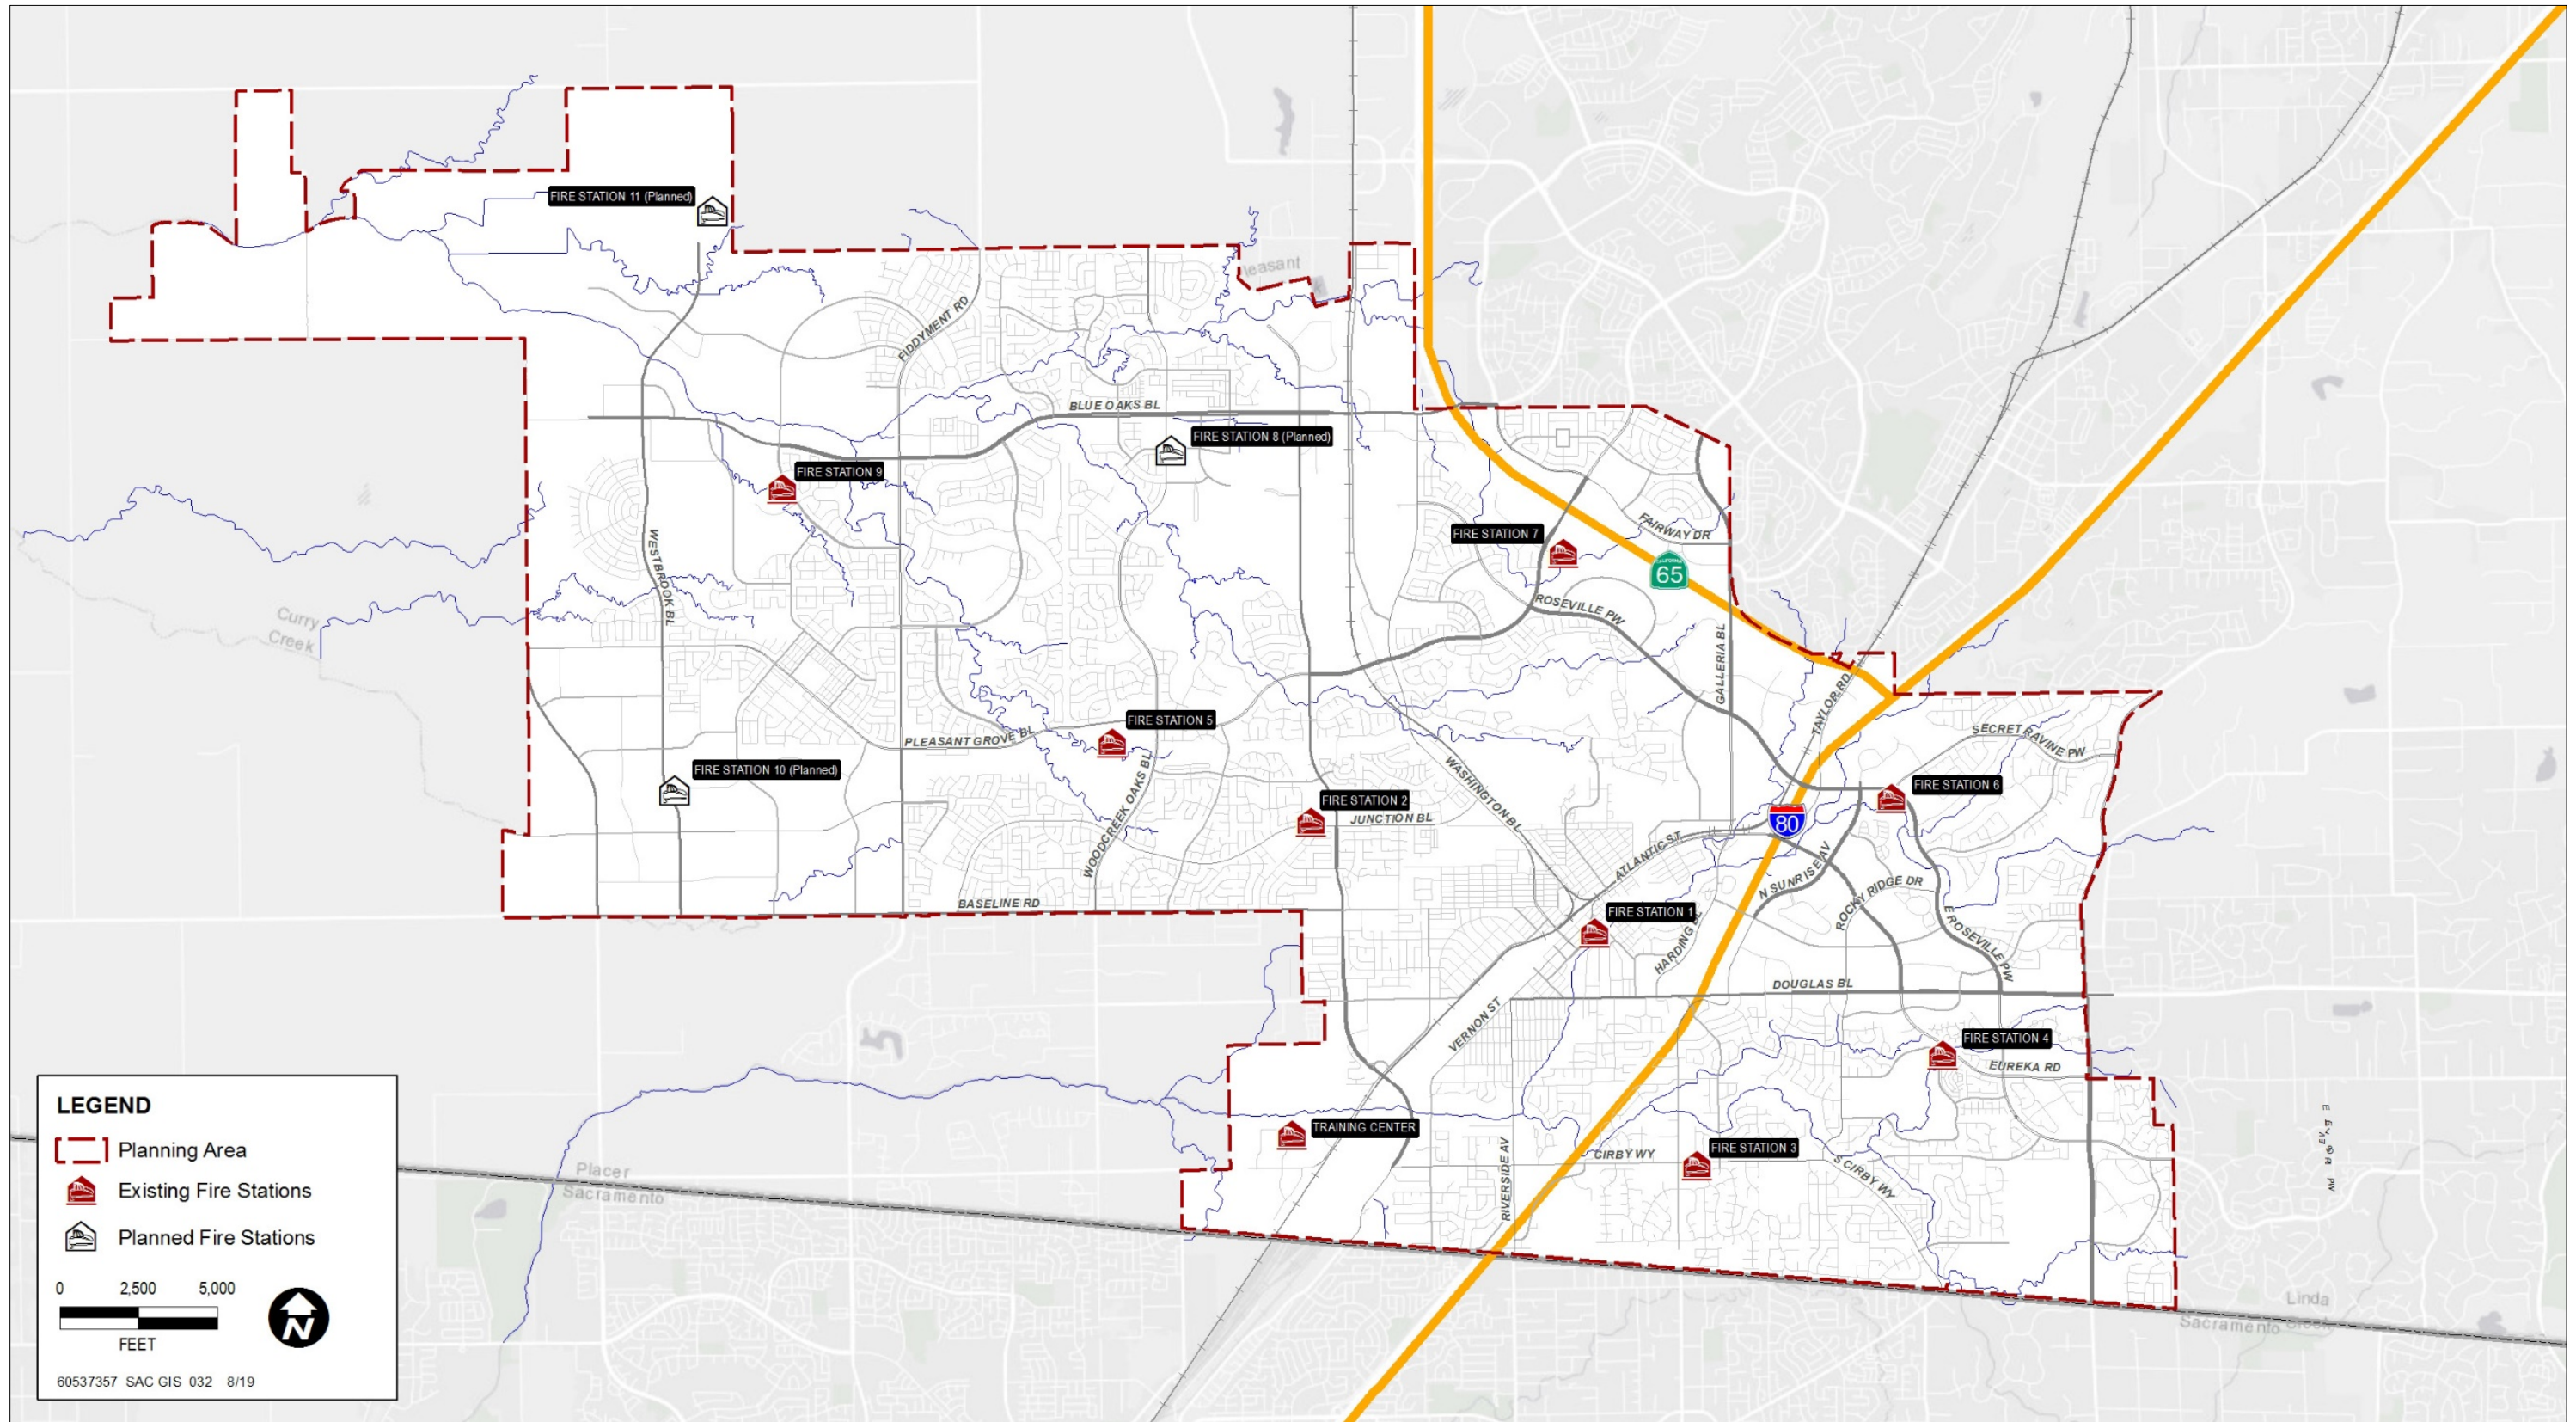 FIRE STATION 11 (Planned)
leasant
FIDDYMENT RD
BLUE OAKS BL
FIRE STATION 8 (Planned)
FIRE STATION 9
FIRE STATION 7
FAIRWAY DR
CALIFORNIA
65
WESTBROOK BL
ROSEVILLE PW
Curry
Creek
GALLERIA BL
TAYLOR RD
FIRE STATION 5
PLEASANT GROVE BL
SECRET RAVINE PW
FIRE STATION 10 (Planned)
WASHINGTON BL
FIRE STATION 6
FIRE STATION 2
JUNCTION BL
WOODCREEK OAKS BL
80
ATLANTIC ST
N SUNRISE AV
ROCKY RIDGE DR
BASELINE RD
FIRE STATION 1
HARDING BL
E ROSEVILLE PW
DOUGLAS BL
VERNON ST
FIRE STATION 4
EUREKA RD
TRAINING CENTER
RIVERSIDE AV
CIRBY WY
FIRE STATION 3
S CIRBY WY
Placer
Sacramento
Linda
Sacramento
LEGEND
Planning Area
Existing Fire Stations
Planned Fire Stations
0 2,500 5,000
FEET
N
60537357 SAC GIS 032 8/19